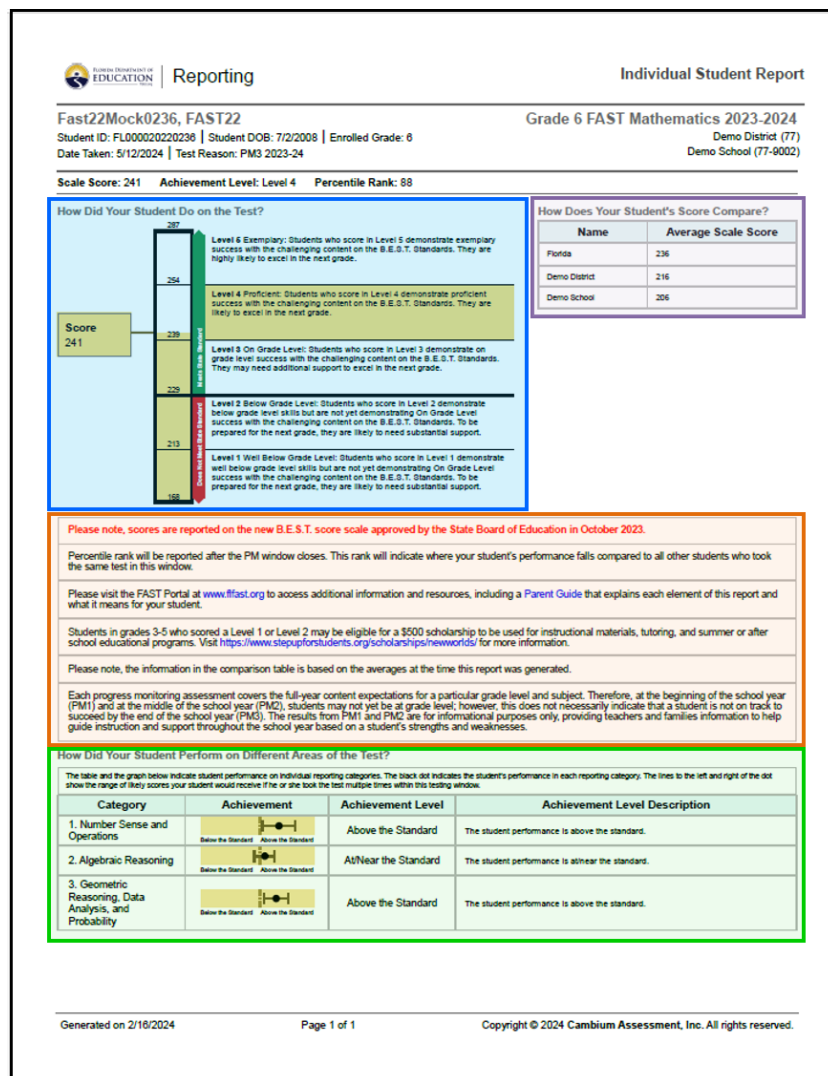 FLORIDA DEPARTMENT OF
EDUCATION
Reporting
Individual Student Report
Fast22Mock0236, FAST22
Grade 6 FAST Mathematics 2023-2024
Student ID: FL000020220236 | Student DOB: 7/2/2008 | Enrolled Grade: 6
Demo District (77)
Date Taken: 5/12/2024 | Test Reason: PM3 2023-24
Demo School (77-9002)
Scale Score: 241 Achievement Level: Level 4 Percentile Rank: 88
How Did Your Student Do on the Test?
287
Level 5 Exemplary: Students who score in Level 5 demonstrate exemplary
success with the challenging content on the B.E.S.T. Standards. They are
highly likely to excel in the next grade.
254
Level 4 Proficient: Students who score in Level 4 demonstrate proficient
success with the challenging content on the B.E.S.T. Standards. They are
likely to excel in the next grade.
Score
241
239
Level 3 On Grade Level: Students who score in Level 3 demonstrate on
grade level success with the challenging content on the B.E.S.T. Standards.
They may need additional support to excel in the next grade.
229
Meets State Standard
Level 2 Below Grade Level: Students who score in Level 2 demonstrate
below grade level skills but are not yet demonstrating On Grade Level
success with the challenging content on the B.E.S.T. Standards. To be
prepared for the next grade, they are likely to need substantial support.
213
Level 1 Well Below Grade Level: Students who score in Level 1 demonstrate
well below grade level skills but are not yet demonstrating On Grade Level
success with the challenging content on the B.E.S.T. Standards. To be
prepared for the next grade, they are likely to need substantial support.
168
Does Not Meet State Standard
How Does Your Student's Score Compare?
Name Average Scale Score
Florida 236
Demo District 216
Demo School 206
Please note, scores are reported on the new B.E.S.T. score scale approved by the State Board of Education in October 2023.
Percentile rank will be reported after the PM window closes. This rank will indicate where your student's performance falls compared to all other students who took
the same test in this window.
Please visit the FAST Portal at www.flfast.org to access additional information and resources, including a Parent Guide that explains each element of this report and
what it means for your student.
Students in grades 3-5 who scored a Level 1 or Level 2 may be eligible for a $500 scholarship to be used for instructional materials, tutoring, and summer or after
school educational programs. Visit https://www.stepupforstudents.org/scholarships/newworlds/ for more information.
Please note, the information in the comparison table is based on the averages at the time this report was generated.
Each progress monitoring assessment covers the full-year content expectations for a particular grade level and subject. Therefore, at the beginning of the school year
(PM1) and at the middle of the school year (PM2), students may not yet be at grade level; however, this does not necessarily indicate that a student is not on track to
succeed by the end of the school year (PM3). The results from PM1 and PM2 are for informational purposes only, providing teachers and families information to help
guide instruction and support throughout the school year based on a student's strengths and weaknesses.
How Did Your Student Perform on Different Areas of the Test?
The table and the graph below indicate student performance on individual reporting categories. The black dot indicates the student's performance in each reporting category. The lines to the left and right of the dot
show the range of likely scores your student would receive if he or she took the test multiple times within this testing window.
Category Achievement Achievement Level Achievement Level Description
1. Number Sense and
Operations
Below the Standard Above the Standard
Above the Standard
The student performance is above the standard.
2. Algebraic Reasoning
Below the Standard Above the Standard
At/Near the Standard
The student performance is at/near the standard.
3. Geometric
Reasoning, Data
Analysis, and
Probability
Below the Standard Above the Standard
Above the Standard
The student performance is above the standard.
Generated on 2/16/2024
Page 1 of 1
Copyright © 2024 Cambium Assessment, Inc. All rights reserved.